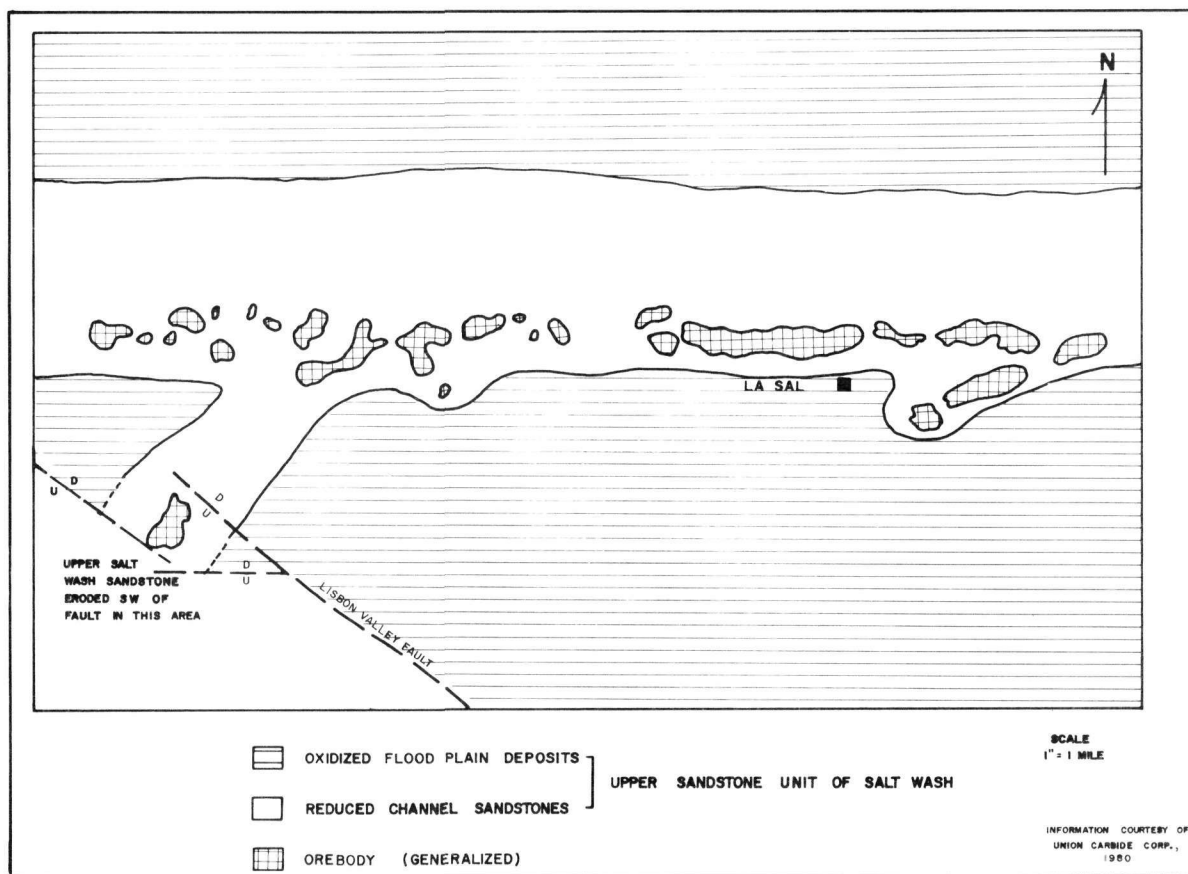 N
LA SAL
D
U
D
U
D
U
UPPER SALT
WASH SANDSTONE
ERODED SW OF
FAULT IN THIS AREA
LISBON VALLEY FAULT
OXIDIZED FLOOD PLAIN DEPOSITS
REDUCED CHANNEL SANDSTONES
UPPER SANDSTONE UNIT OF SALT WASH
OREBODY (GENERALIZED)
SCALE
1" = 1 MILE
INFORMATION COURTESY OF
UNION CARBIDE CORP.,
1980